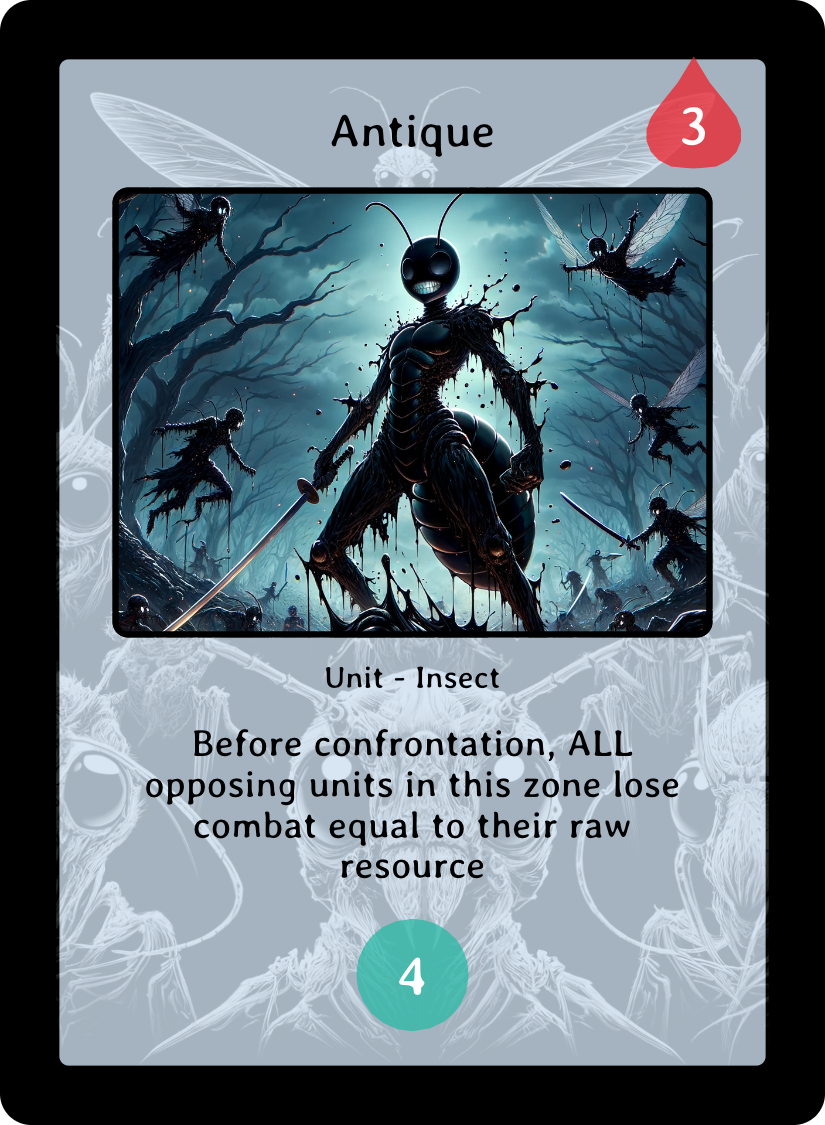 Antique
3
Unit - Insect
Before confrontation, ALL
opposing units in this zone lose
combat equal to their raw
resource
4